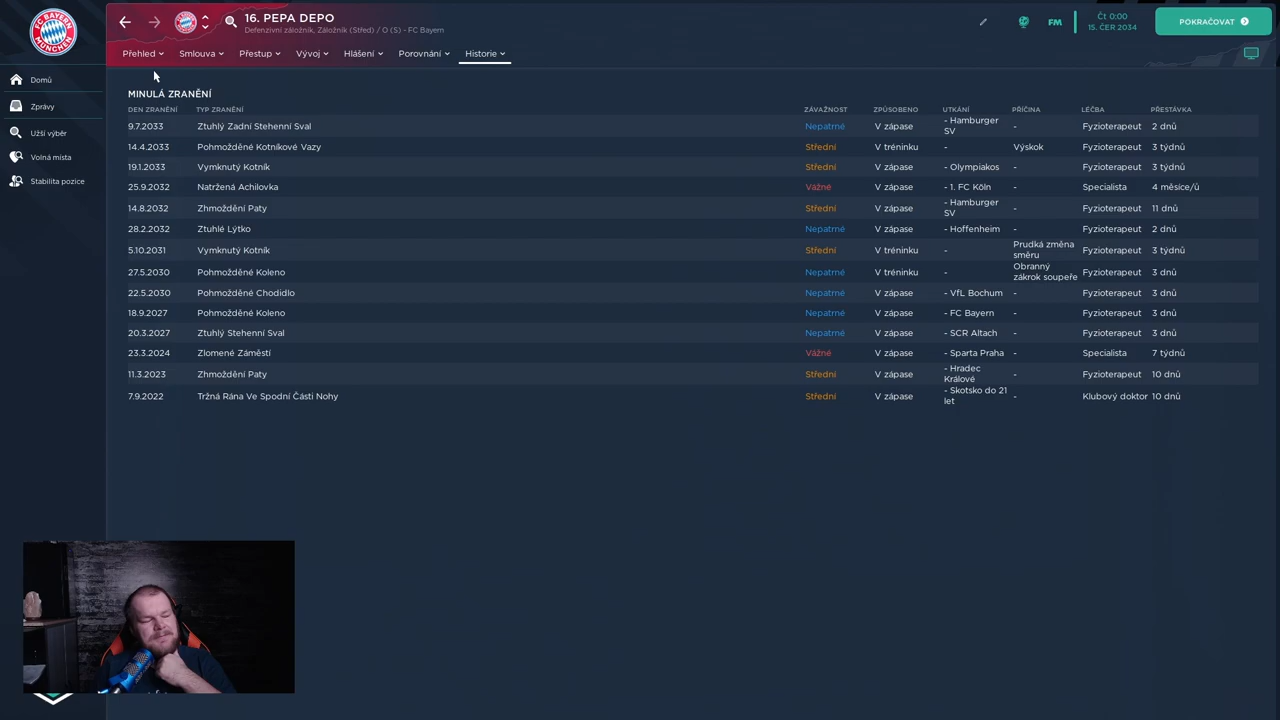 FC BAYERN
MÜNCHEN
16. PEPA DEPO
Defenzivní záložník, Záložník (Střed) / O (S) - FC Bayern
FM
Čt 0:00
15. ČER 2034
POKRAČOVAT
Přehled
Smlouva
Přestup
Vývoj
Hlášení
Porovnání
Historie
Domů
Zprávy
Užší výběr
Volná místa
Stabilita pozice
MINULÁ ZRANĚNÍ
DEN ZRANĚNÍ TYP ZRANĚNÍ ZÁVAŽNOST ZPŮSOBENO UTKÁNÍ PŘÍČINA LÉČBA PŘESTÁVKA
9.7.2033 Ztuhlý Zadní Stehenní Sval Nepatrné V zápase - Hamburger SV - Fyzioterapeut 2 dnů
14.4.2033 Pohmožděné Kotníkové Vazy Střední V tréninku - Výskok Fyzioterapeut 3 týdnů
19.1.2033 Vymknutý Kotník Střední V zápase - Olympiakos - Fyzioterapeut 3 týdnů
25.9.2032 Natržená Achilovka Vážné V zápase - 1. FC Köln - Specialista 4 měsíce/ů
14.8.2032 Zhmoždění Paty Střední V zápase - Hamburger SV - Fyzioterapeut 11 dnů
28.2.2032 Ztuhlé Lýtko Nepatrné V zápase - Hoffenheim - Fyzioterapeut 2 dnů
5.10.2031 Vymknutý Kotník Střední V tréninku - Prudká změna směru Fyzioterapeut 3 týdnů
27.5.2030 Pohmožděné Koleno Nepatrné V tréninku - Obranný zákrok soupeře Fyzioterapeut 3 dnů
22.5.2030 Pohmožděné Chodidlo Nepatrné V zápase - VfL Bochum - Fyzioterapeut 3 dnů
18.9.2027 Pohmožděné Koleno Nepatrné V zápase - FC Bayern - Fyzioterapeut 3 dnů
20.3.2027 Ztuhlý Stehenní Sval Nepatrné V zápase - SCR Altach - Fyzioterapeut 3 dnů
23.3.2024 Zlomené Záměstí Vážné V zápase - Sparta Praha - Specialista 7 týdnů
11.3.2023 Zhmoždění Paty Střední V zápase - Hradec Králové - Fyzioterapeut 10 dnů
7.9.2022 Tržná Rána Ve Spodní Části Nohy Střední V zápase - Skotsko do 21 let - Klubový doktor 10 dnů